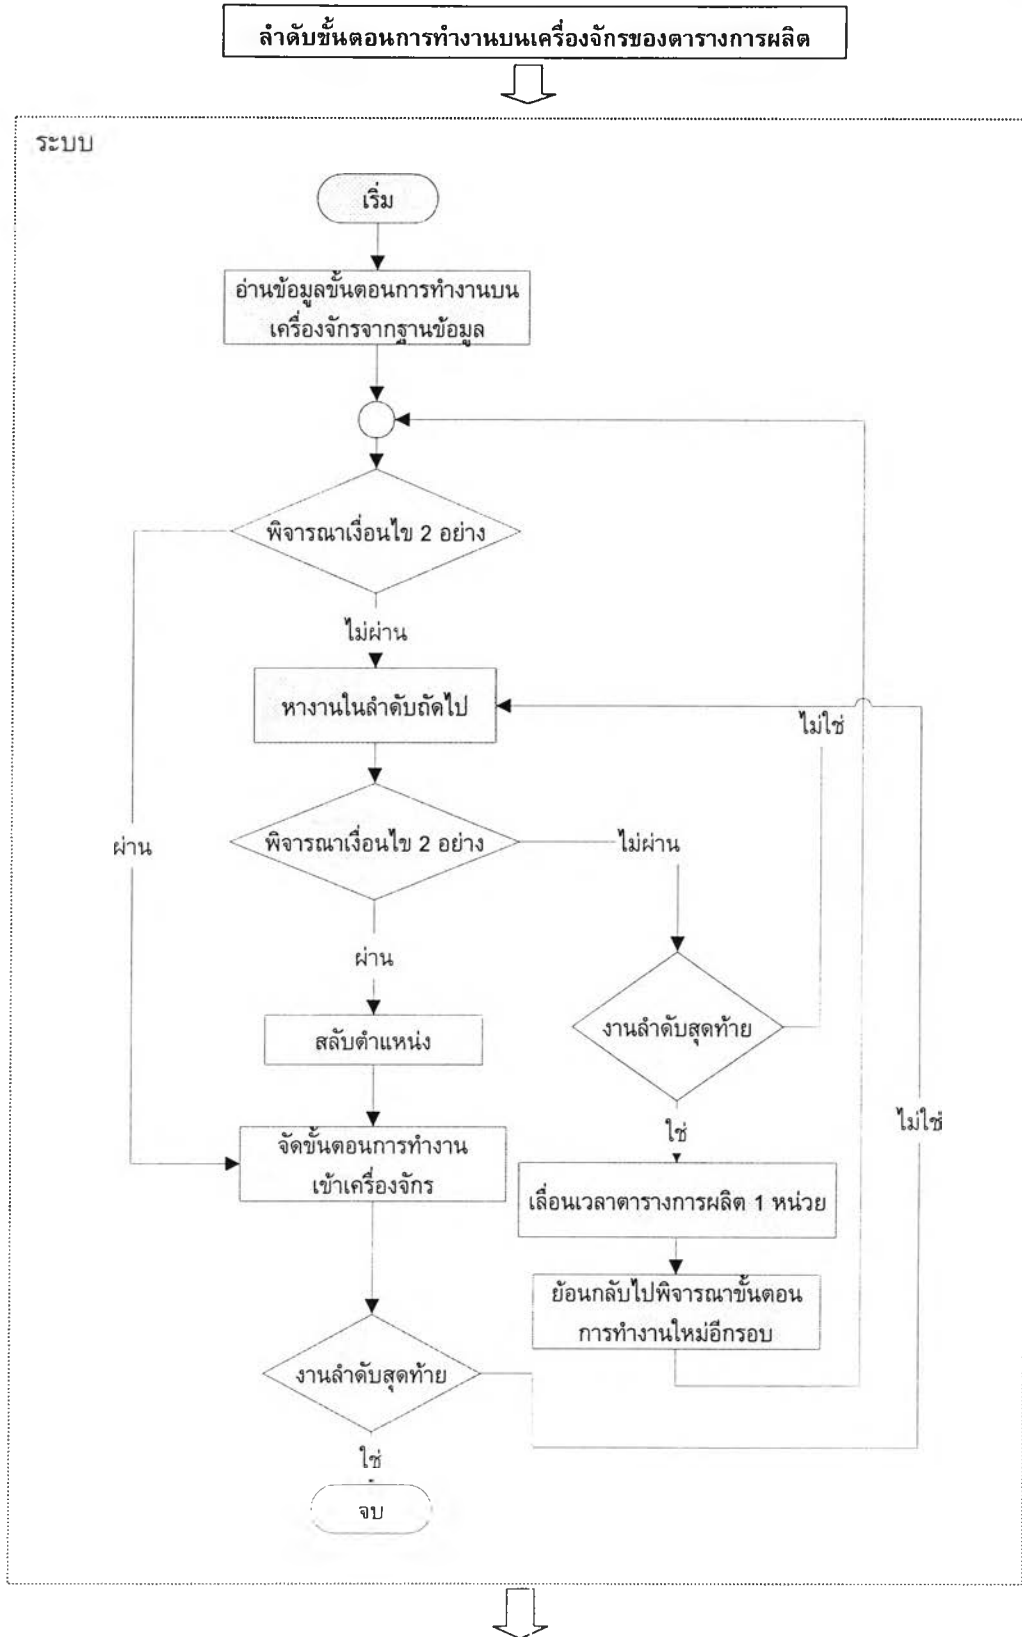 ลำดับขั้นตอนการทำงานบนเครื่องจักรของตารางการผลิต
ระบบ
เริ่ม
อ่านข้อมูลขั้นตอนการทำงานบน
เครื่องจักรจากฐานข้อมูล
พิจารณาเงื่อนไข 2 อย่าง
ไม่ผ่าน
หางานในลำดับถัดไป
ไม่ใช่
พิจารณาเงื่อนไข 2 อย่าง
ไม่ผ่าน
ผ่าน
ผ่าน
งานลำดับสุดท้าย
สลับตำแหน่ง
ไม่ใช่
ใช่
จัดขั้นตอนการทำงาน
เข้าเครื่องจักร
เลื่อนเวลาตารางการผลิต 1 หน่วย
ย้อนกลับไปพิจารณาขั้นตอน
การทำงานใหม่อีกรอบ
งานลำดับสุดท้าย
ใช่
จบ